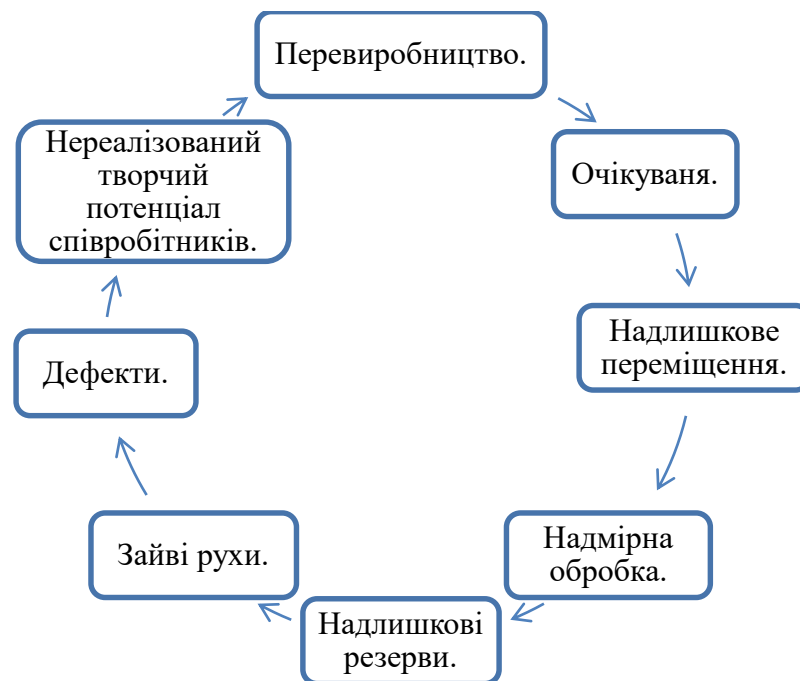 Перевиробництво.
Очікуваня.
Надлишкове
переміщення.
Надмірна
обробка.
Надлишкові
резерви.
Зайві рухи.
Дефекти.
Нереалізований
творчий
потенціал
співробітників.